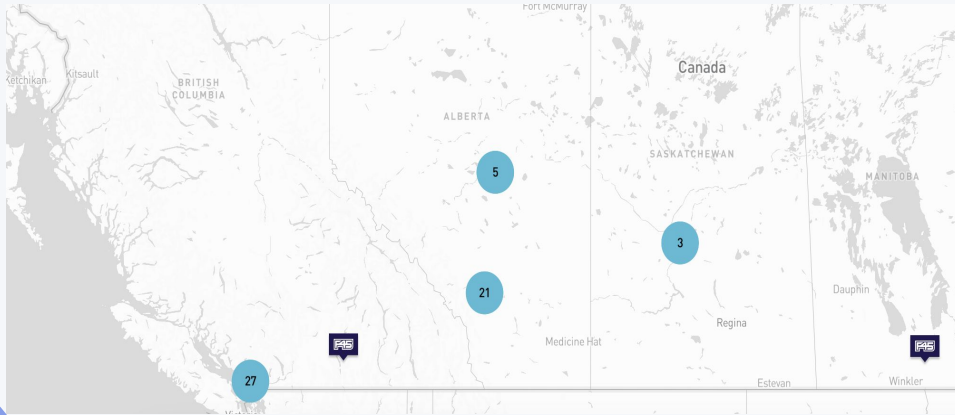 Fort McMurray
Canada
Ketchikan
Kitsault
BRITISH
COLUMBIA
ALBERTA
SASKATCHEWAN
MANITOBA
5
3
21
Dauphin
Regina
Medicine Hat
F45
F45
27
Estevan
Winkler
Victoria